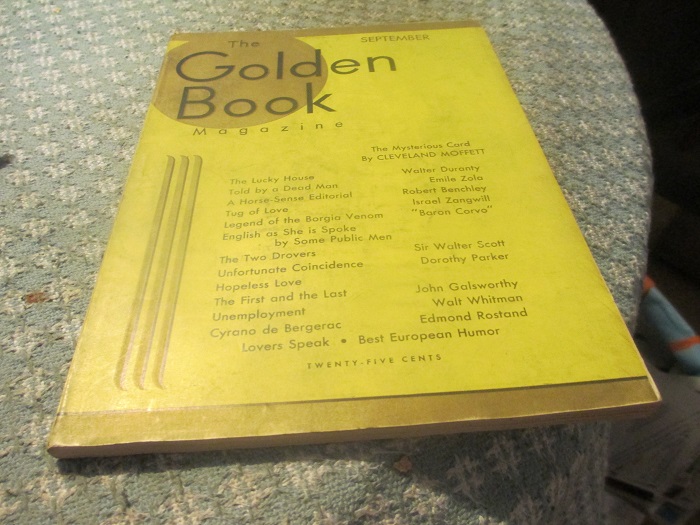 The
SEPTEMBER
Golden
Book
Magazine
The Mysterious Card
By CLEVELAND MOFFETT
The Lucky House Walter Duranty
Told by a Dead Man Emile Zola
A Horse-Sense Editorial Robert Benchley
Tug of Love Israel Zangwill
Legend of the Borgia Venom "Baron Corvo"
English as She is Spoke
by Some Public Men
The Two Drovers Sir Walter Scott
Unfortunate Coincidence Dorothy Parker
Hopeless Love
The First and the Last John Galsworthy
Unemployment Walt Whitman
Cyrano de Bergerac Edmond Rostand
Lovers Speak • Best European Humor
TWENTY-FIVE CENTS